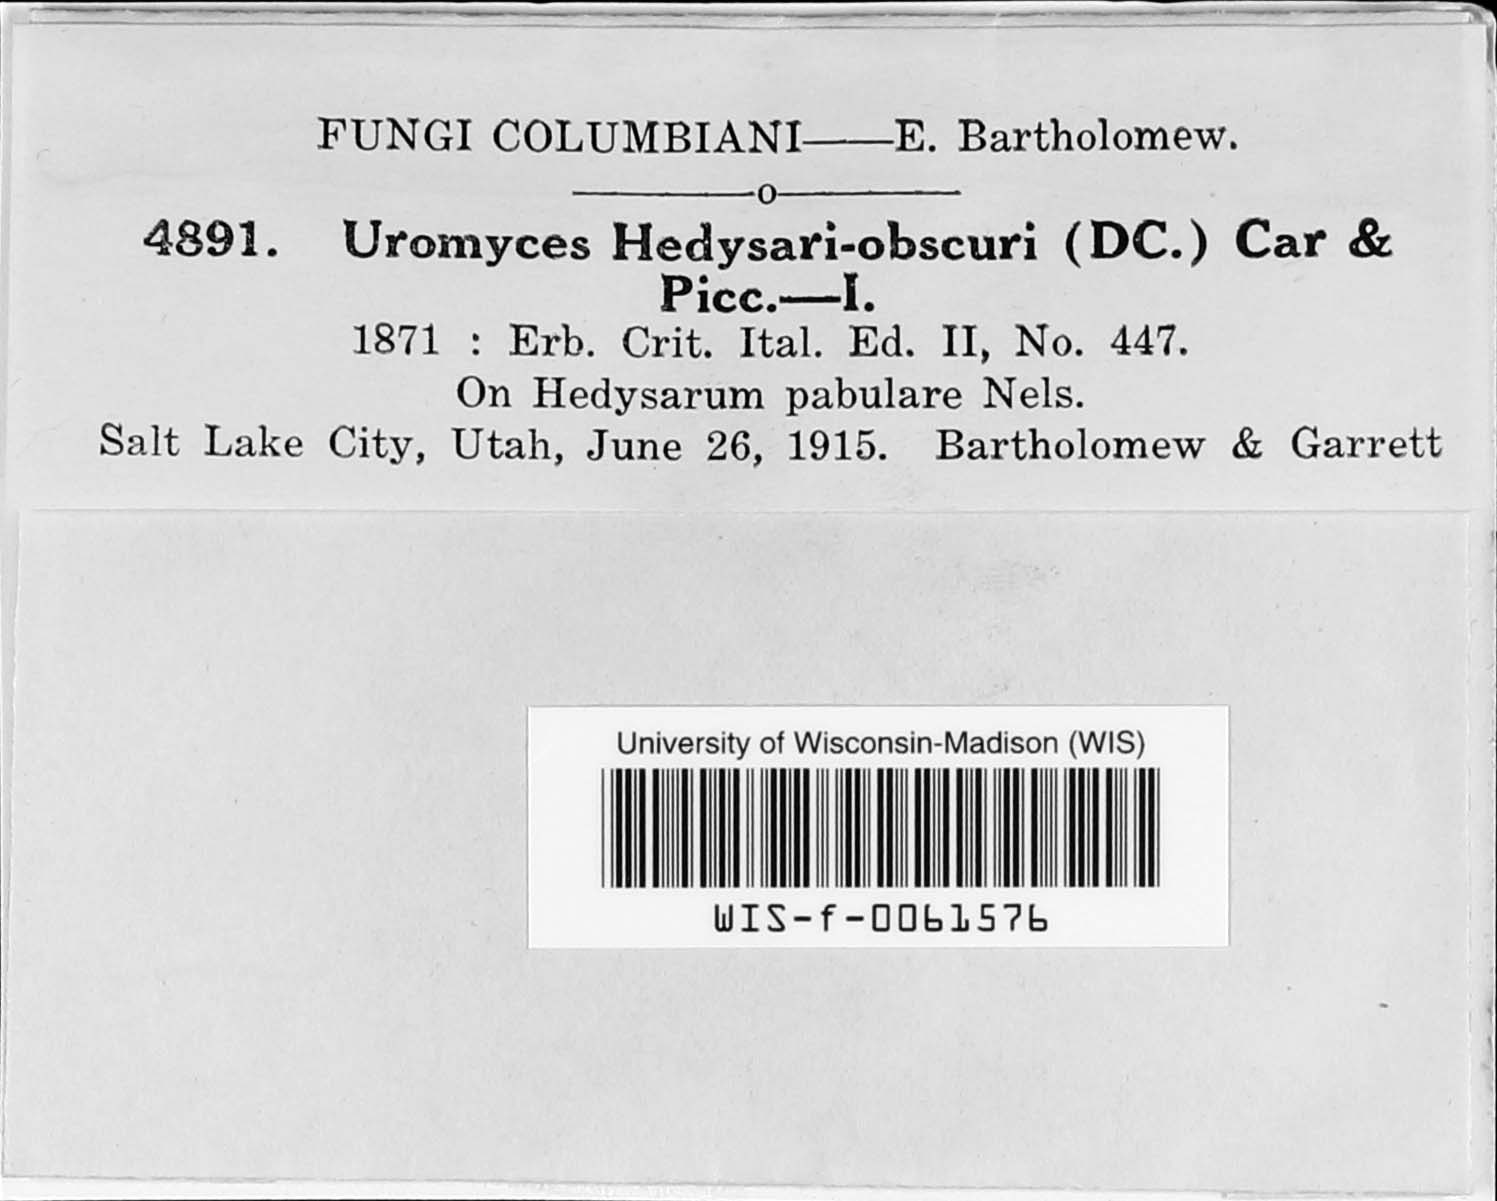 FUNGI COLUMBIANI——E. Bartholomew.
————o————
4891. Uromyces Hedysari-obscuri (DC.) Car &
Picc.—I.
1871 : Erb. Crit. Ital. Ed. II, No. 447.
On Hedysarum pabulare Nels.
Salt Lake City, Utah, June 26, 1915. Bartholomew & Garrett
University of Wisconsin-Madison (WIS)
WIS-f-0061576